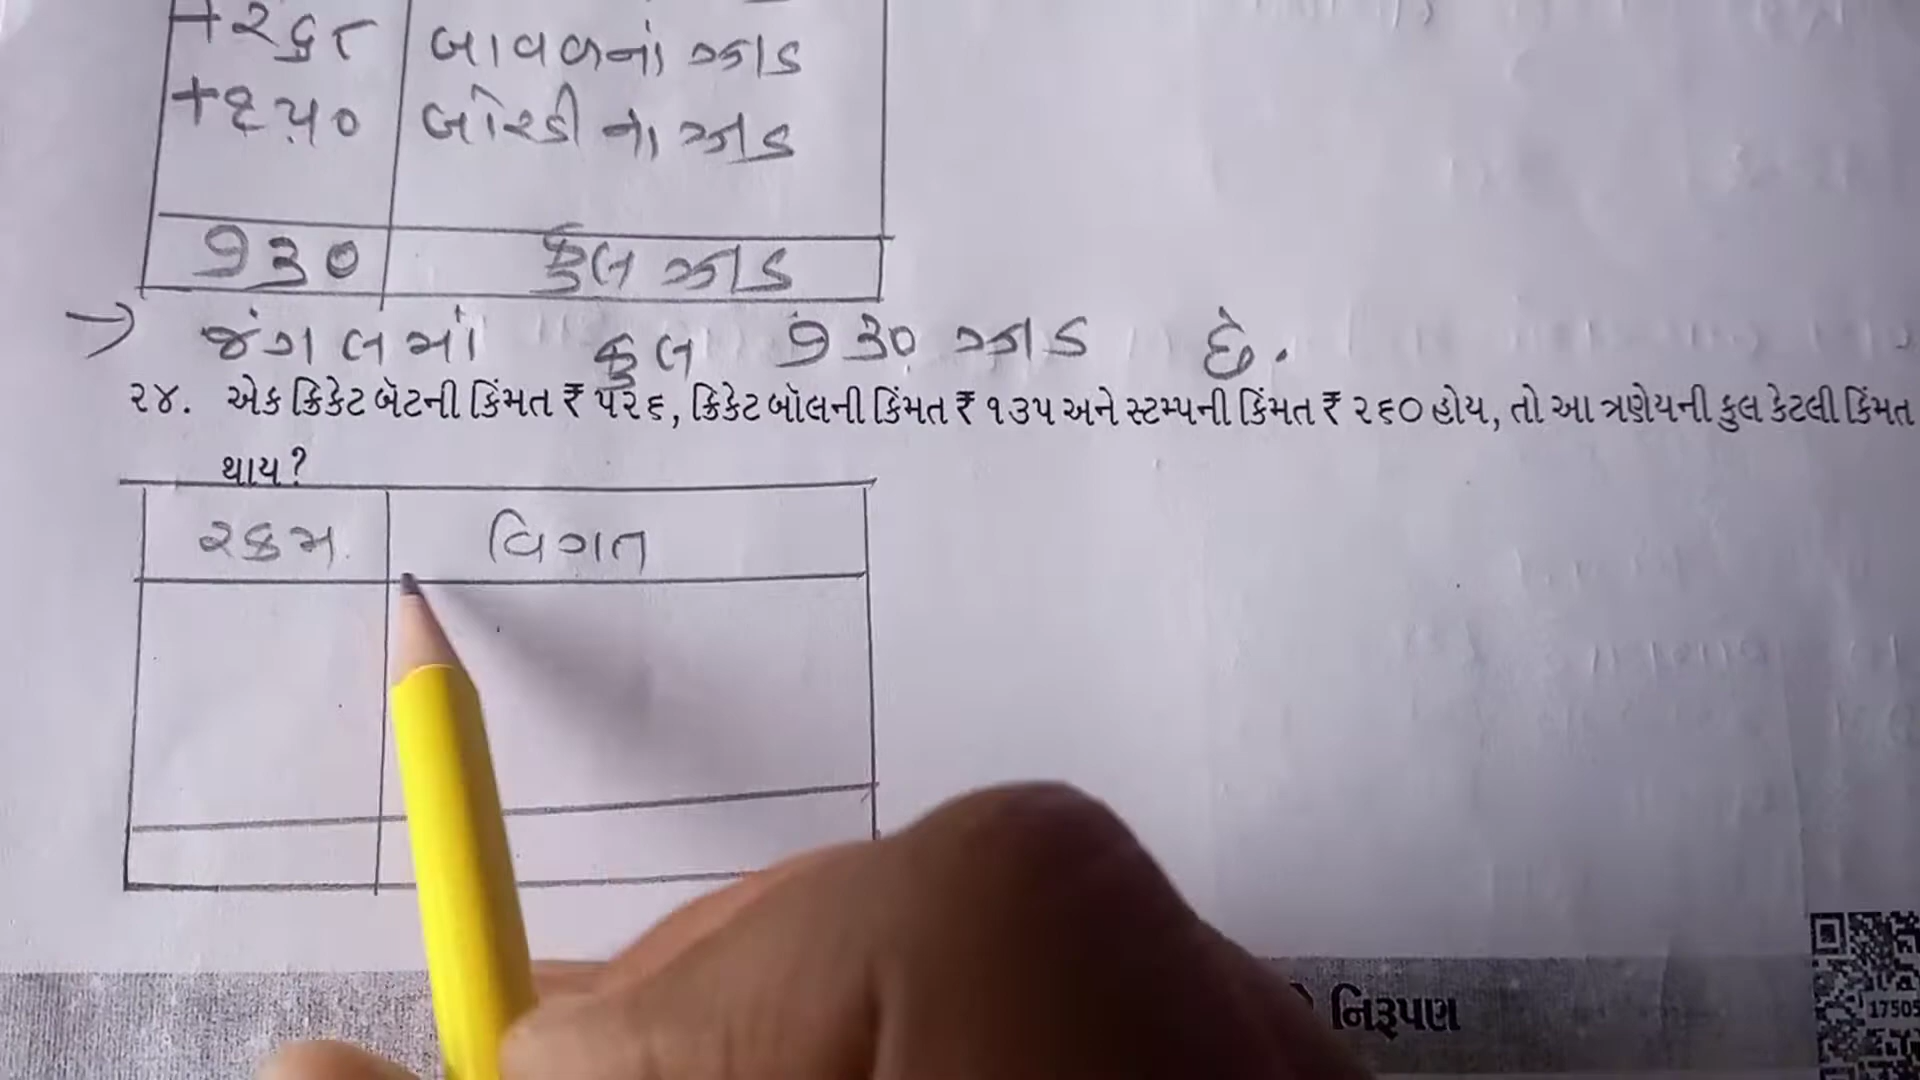 +૨૬૮ બાવળનાં ઝાડ
+૬૫૦ બોરડીનાં ઝાડ
૭૩૦ કુલ ઝાડ
→ જંગલમાં કુલ ૭૩૦ ઝાડ છે.
૨૪. એક ક્રિકેટ બૅટની કિંમત ₹ ૫૨૬, ક્રિકેટ બૉલની કિંમત ₹ ૧૩૫ અને સ્ટમ્પની કિંમત ₹ ૨૬૦ હોય, તો આ ત્રણેયની કુલ કેટલી કિંમત
થાય?
રકમ વિગત
નિરૂપણ
17505